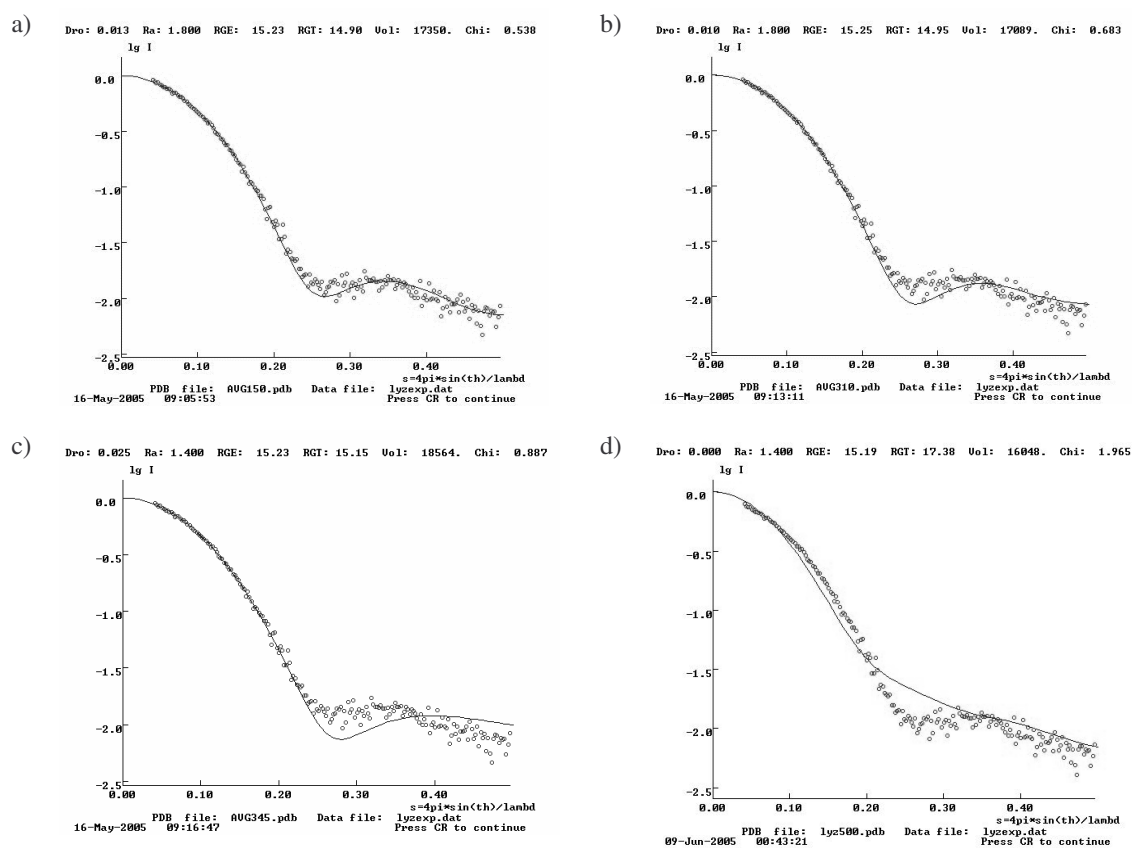 a)
Dro: 0.013 Ra: 1.800 RGE: 15.23 RGT: 14.90 Vol: 17350. Chi: 0.538
lg I
0.0
-0.5
-1.0
-1.5
-2.0
-2.5
0.00 0.10 0.20 0.30 0.40
s=4pi*sin(th)/lambd
PDB file: AVG150.pdb Data file: lyzexp.dat
16-May-2005 09:05:53 Press CR to continue
b)
Dro: 0.010 Ra: 1.800 RGE: 15.25 RGT: 14.95 Vol: 17089. Chi: 0.683
lg I
0.0
-0.5
-1.0
-1.5
-2.0
-2.5
0.00 0.10 0.20 0.30 0.40
s=4pi*sin(th)/lambd
PDB file: AVG310.pdb Data file: lyzexp.dat
16-May-2005 09:13:11 Press CR to continue
c)
Dro: 0.025 Ra: 1.400 RGE: 15.23 RGT: 15.15 Vol: 18564. Chi: 0.887
lg I
0.0
-0.5
-1.0
-1.5
-2.0
-2.5
0.00 0.10 0.20 0.30 0.40
s=4pi*sin(th)/lambd
PDB file: AVG345.pdb Data file: lyzexp.dat
16-May-2005 09:16:47 Press CR to continue
d)
Dro: 0.000 Ra: 1.400 RGE: 15.19 RGT: 17.38 Vol: 16048. Chi: 1.965
lg I
0.0
-0.5
-1.0
-1.5
-2.0
-2.5
0.00 0.10 0.20 0.30 0.40
s=4pi*sin(th)/lambd
PDB file: lyz500.pdb Data file: lyzexp.dat
09-Jun-2005 00:43:21 Press CR to continue